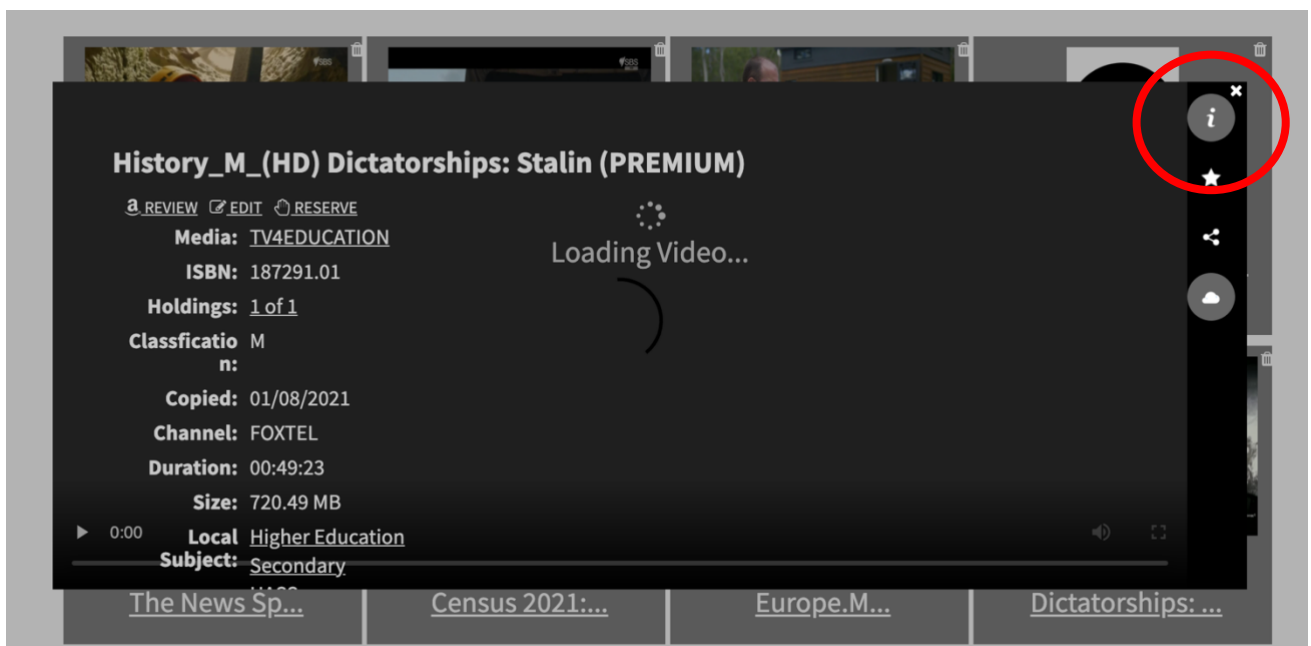 SBS
SBS
History_M_(HD) Dictatorships: Stalin (PREMIUM)
a REVIEW EDIT RESERVE
Loading Video...
Media: TV4EDUCATION
ISBN: 187291.01
Holdings: 1 of 1
Classficatio M
n:
Copied: 01/08/2021
Channel: FOXTEL
Duration: 00:49:23
Size: 720.49 MB
0:00
Local Higher Education
Subject: Secondary
The News Sp... Census 2021:... Europe.M... Dictatorships: ...